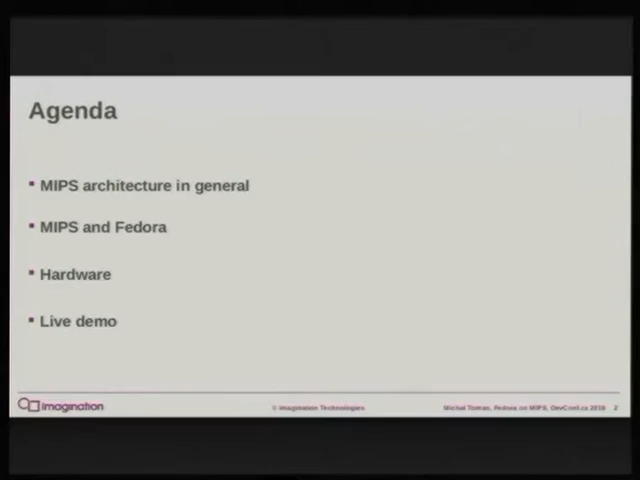 Agenda
MIPS architecture in general
MIPS and Fedora
Hardware
Live demo
imagination
© Imagination Technologies
Michal Toman, Fedora on MIPS, DevConf.cz 2016 2